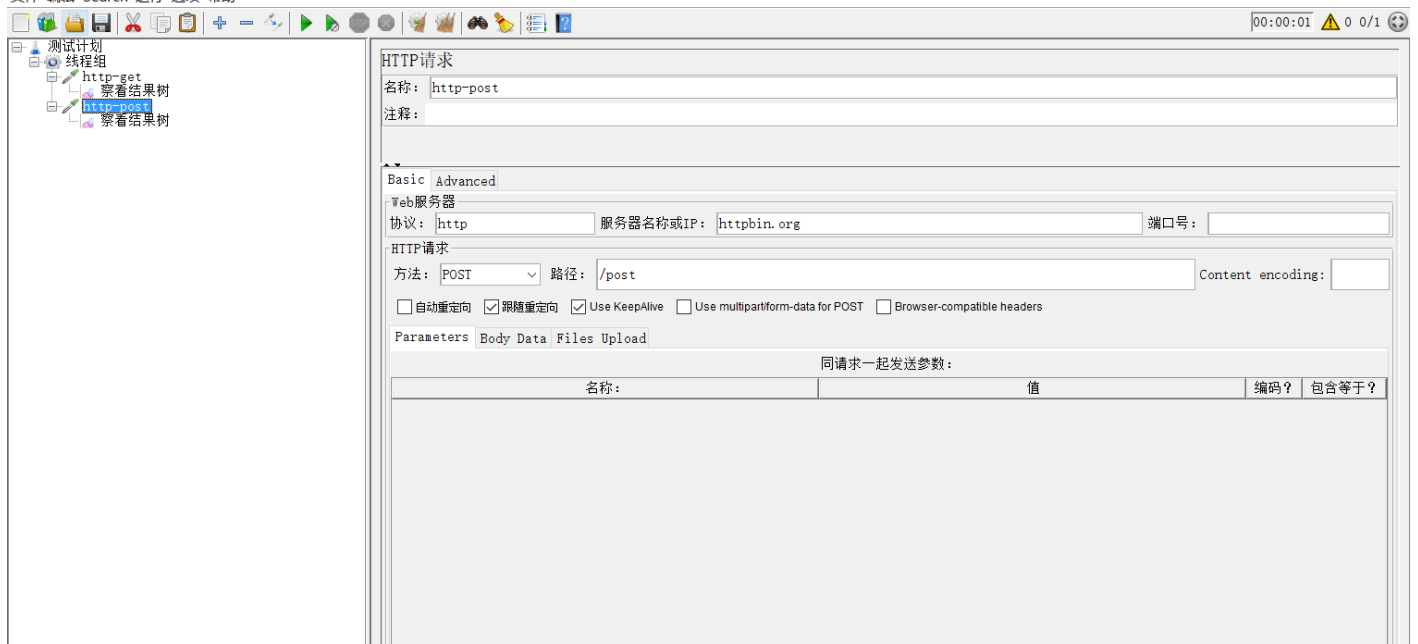 00:00:01 0 0/1
测试计划
线程组
http-get
察看结果树
http-post
察看结果树
HTTP请求
名称： http-post
注释：
Basic Advanced
Web服务器
协议： http 服务器名称或IP： httpbin.org 端口号：
HTTP请求
方法： POST 路径： /post Content encoding:
自动重定向 跟随重定向 Use KeepAlive Use multipart/form-data for POST Browser-compatible headers
Parameters Body Data Files Upload
同请求一起发送参数：
名称： 值 编码？ 包含等于？